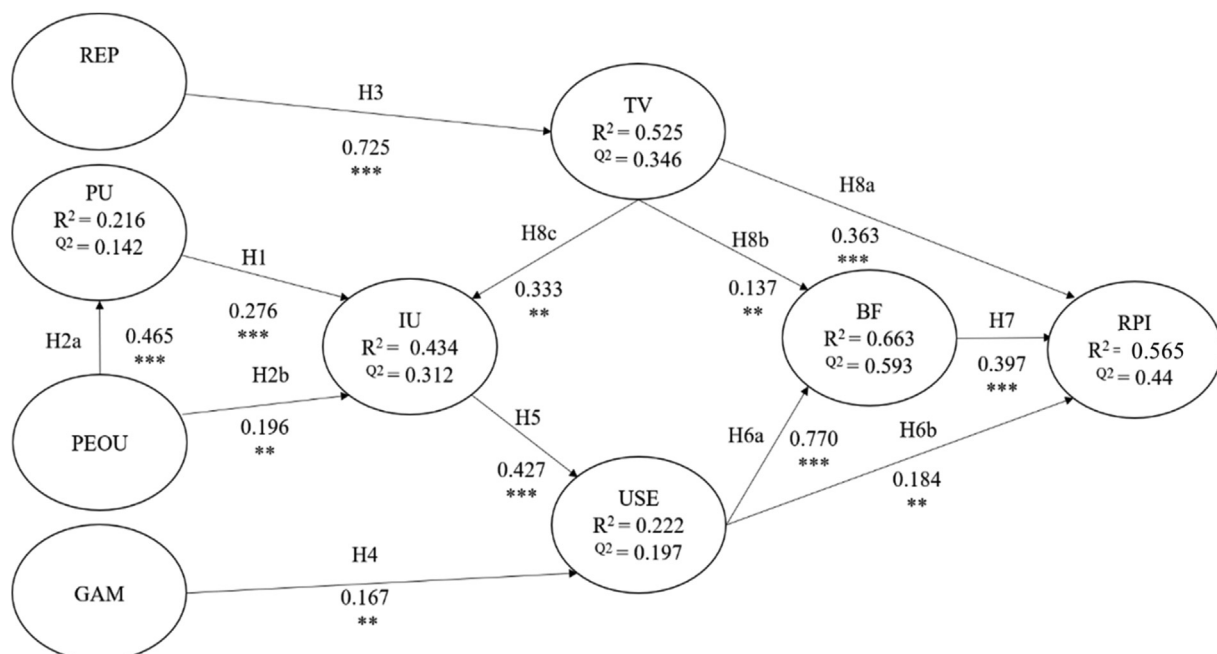 REP
H3
0.725
***
TV
R² = 0.525
Q2 = 0.346
PU
R² = 0.216
Q2 = 0.142
H1
0.276
***
H8c
0.333
**
H8b
0.137
**
H8a
0.363
***
H2a
0.465
***
IU
R² = 0.434
Q2 = 0.312
BF
R² = 0.663
Q2 = 0.593
H7
0.397
***
RPI
R² = 0.565
Q2 = 0.44
PEOU
H2b
0.196
**
H5
0.427
***
H6a
0.770
***
H6b
0.184
**
USE
R² = 0.222
Q2 = 0.197
GAM
H4
0.167
**